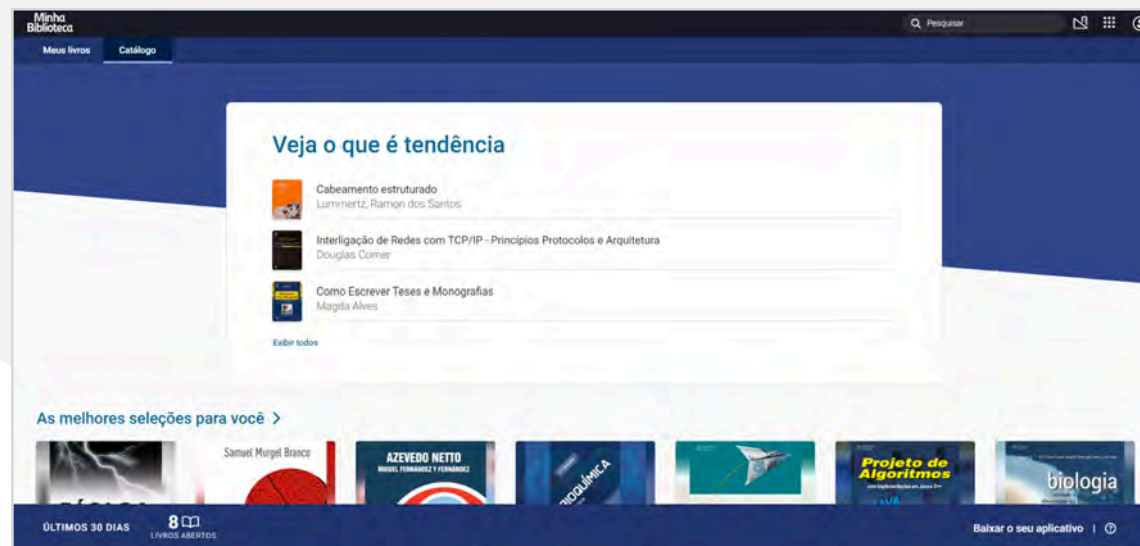 Minha
Biblioteca
Pesquisar
Meus livros
Catálogo
Veja o que é tendência
Cabeamento estruturado
Lummertz, Ramon dos Santos
Interligação de Redes com TCP/IP - Princípios Protocolos e Arquitetura
Douglas Comer
Como Escrever Teses e Monografias
Magda Alves
Exibir todos
As melhores seleções para você >
Samuel Murgel Branco
AZEVEDO NETTO
MIGUEL FERNÁNDEZ Y FERNÁNDEZ
BIOQUÍMICA
Projeto de
Algoritmos
JAVA
biologia
ÚLTIMOS 30 DIAS
8
LIVROS ABERTOS
Baixar o seu aplicativo | ?